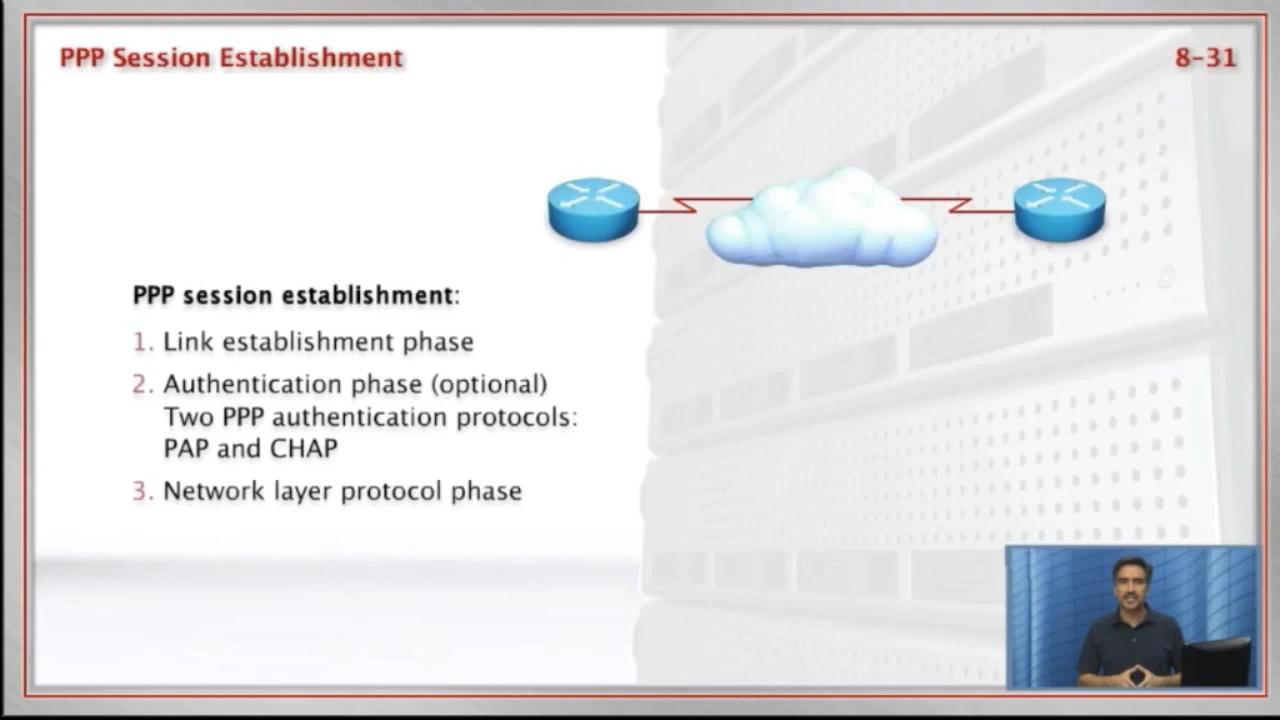 PPP Session Establishment
8-31
PPP session establishment:
1. Link establishment phase
2. Authentication phase (optional)
Two PPP authentication protocols:
PAP and CHAP
3. Network layer protocol phase